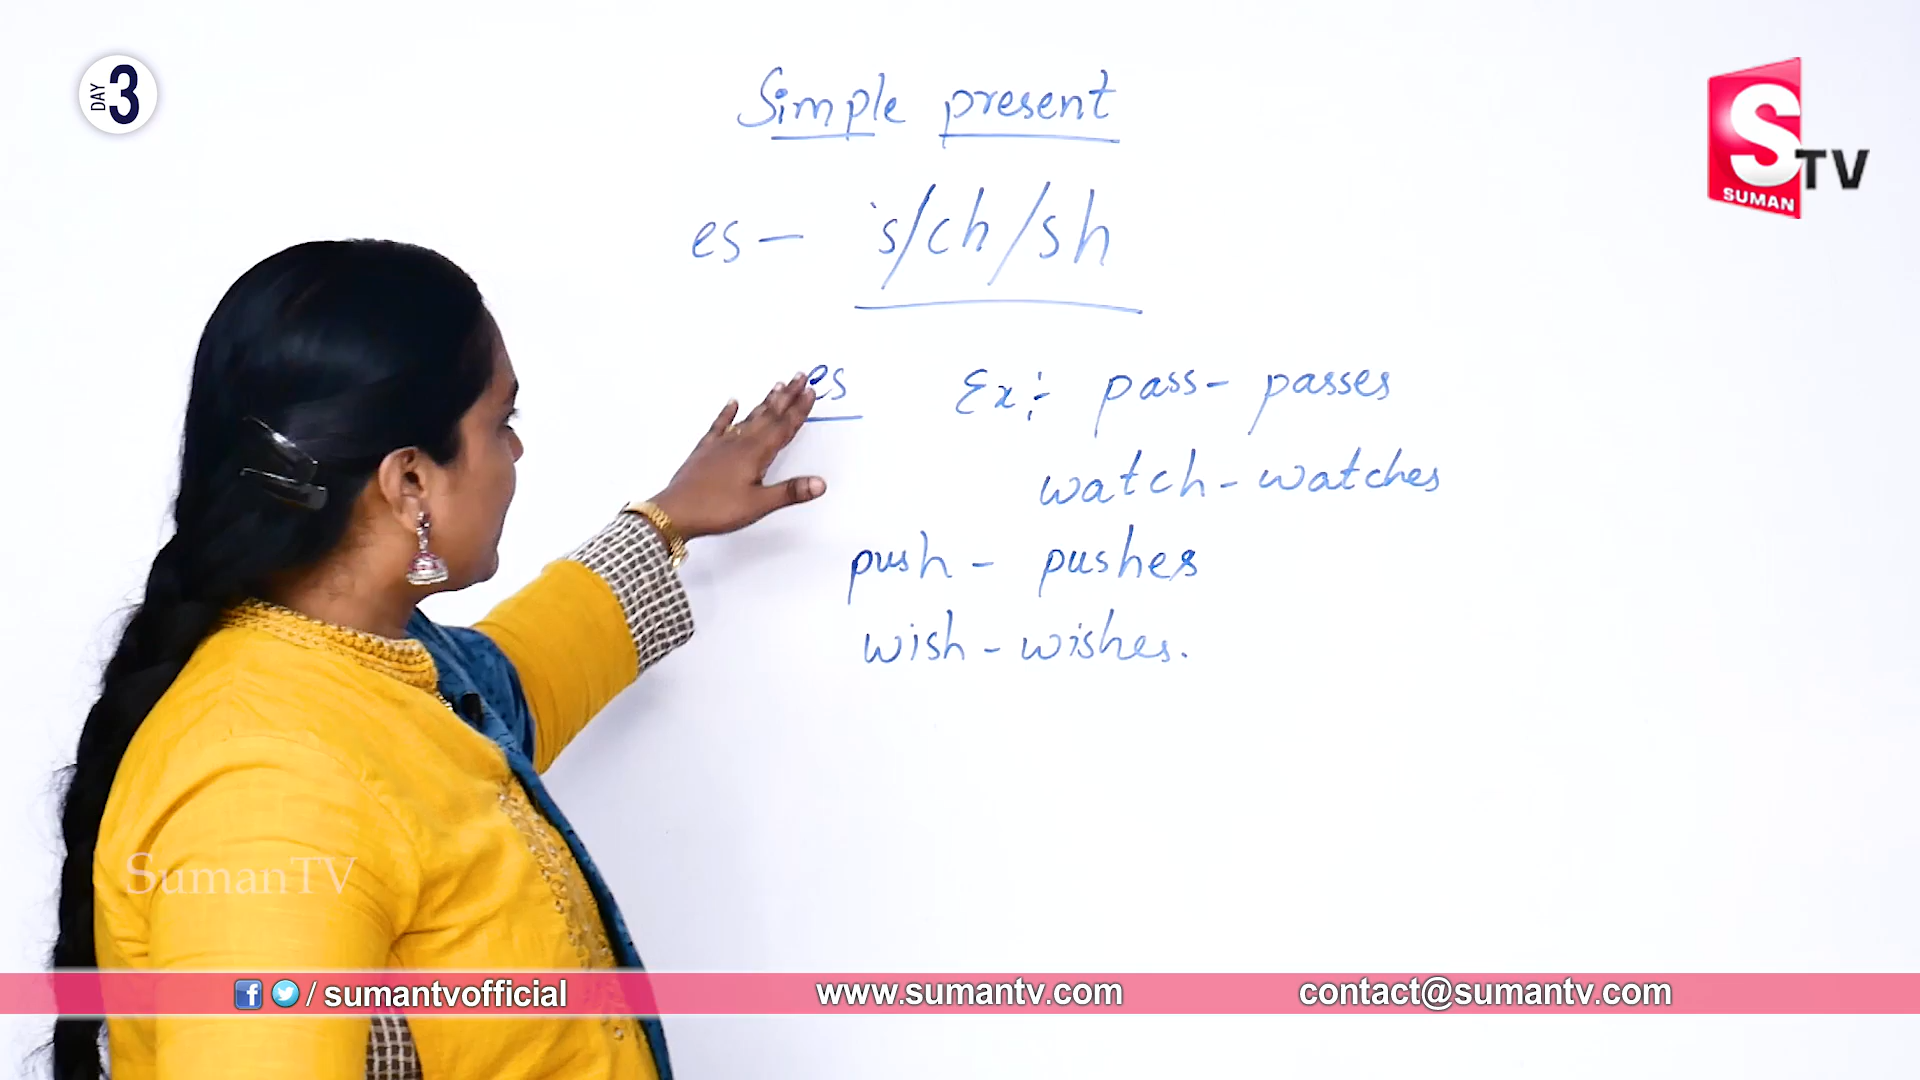 DAY 3
Simple present
S TV
SUMAN
es - s/ch/sh
es Ex:- pass - passes
watch - watches
push - pushes
wish - wishes.
SumanTV
f / sumantvofficial www.sumantv.com contact@sumantv.com